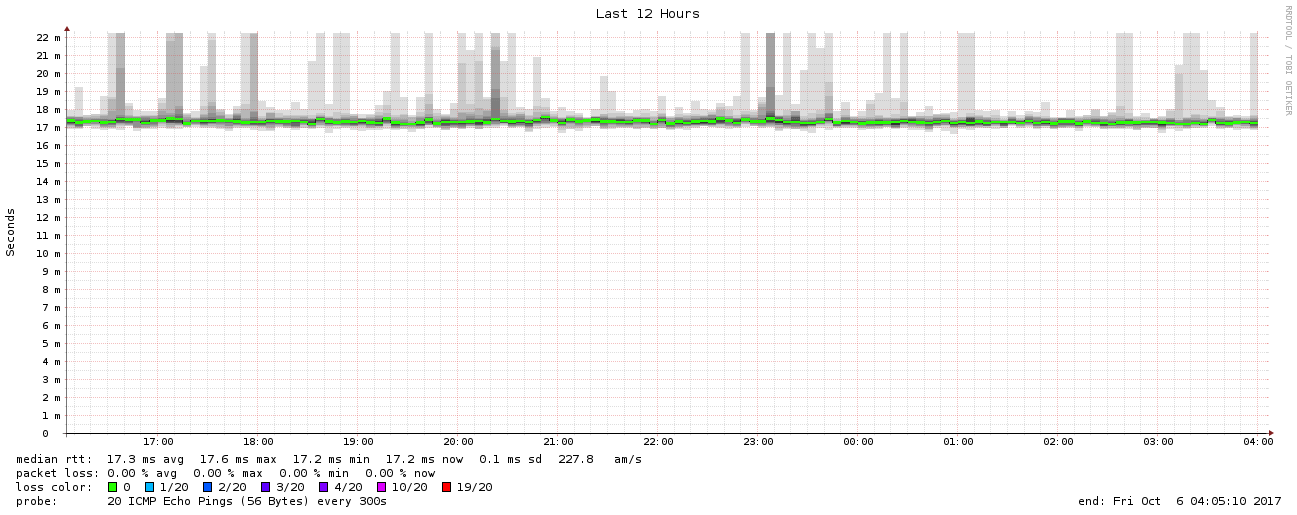 Last 12 Hours
RRDTOOL / TOBI OETIKER
Seconds
22 m
21 m
20 m
19 m
18 m
17 m
16 m
15 m
14 m
13 m
12 m
11 m
10 m
9 m
8 m
7 m
6 m
5 m
4 m
3 m
2 m
1 m
0
17:00 18:00 19:00 20:00 21:00 22:00 23:00 00:00 01:00 02:00 03:00 04:00
median rtt: 17.3 ms avg 17.6 ms max 17.2 ms min 17.2 ms now 0.1 ms sd 227.8 am/s
packet loss: 0.00 % avg 0.00 % max 0.00 % min 0.00 % now
loss color: 0 1/20 2/20 3/20 4/20 10/20 19/20
probe: 20 ICMP Echo Pings (56 Bytes) every 300s end: Fri Oct 6 04:05:10 2017